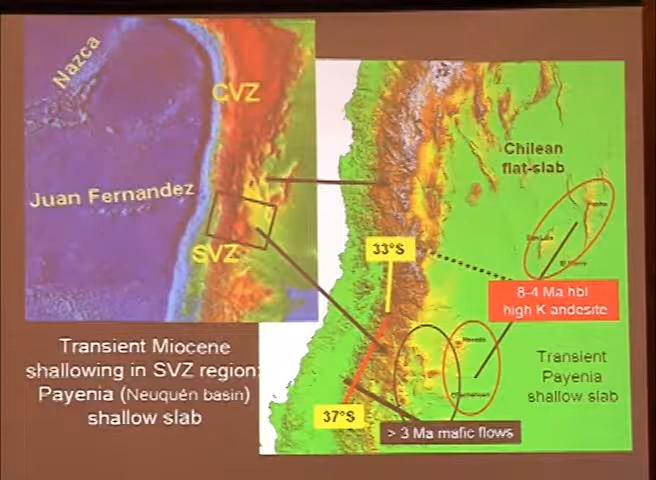 Nazca
CVZ
Juan Fernandez
SVZ
Transient Miocene
shallowing in SVZ region:
Payenia (Neuquén basin)
shallow slab
Chilean
flat-slab
33°S
8-4 Ma hbl
high K andesite
Transient
Payenia
shallow slab
Nevado
37°S
> 3 Ma mafic flows